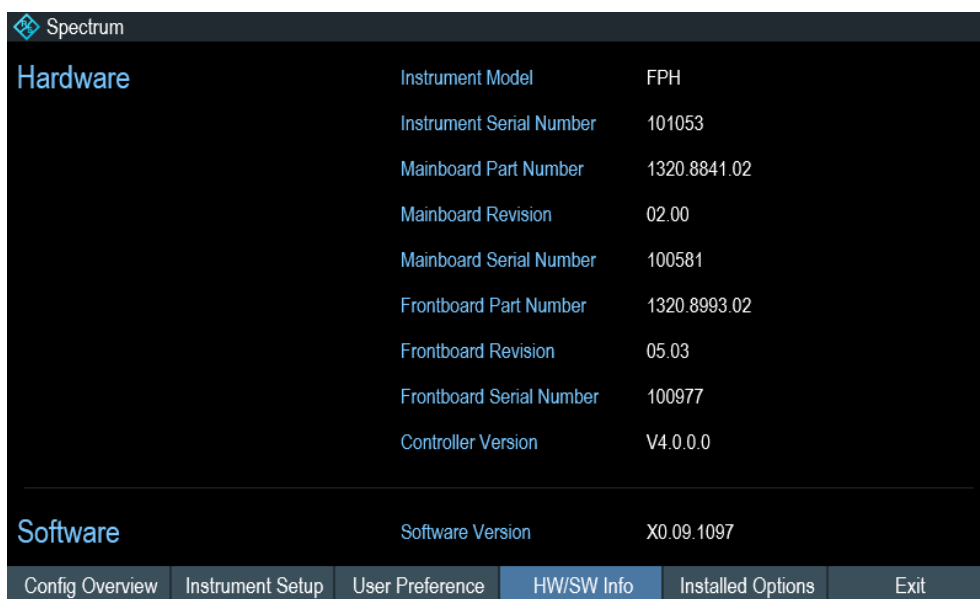 Spectrum
Hardware Instrument Model FPH
Instrument Serial Number 101053
Mainboard Part Number 1320.8841.02
Mainboard Revision 02.00
Mainboard Serial Number 100581
Frontboard Part Number 1320.8993.02
Frontboard Revision 05.03
Frontboard Serial Number 100977
Controller Version V4.0.0.0
Software Software Version X0.09.1097
Config Overview Instrument Setup User Preference HW/SW Info Installed Options Exit